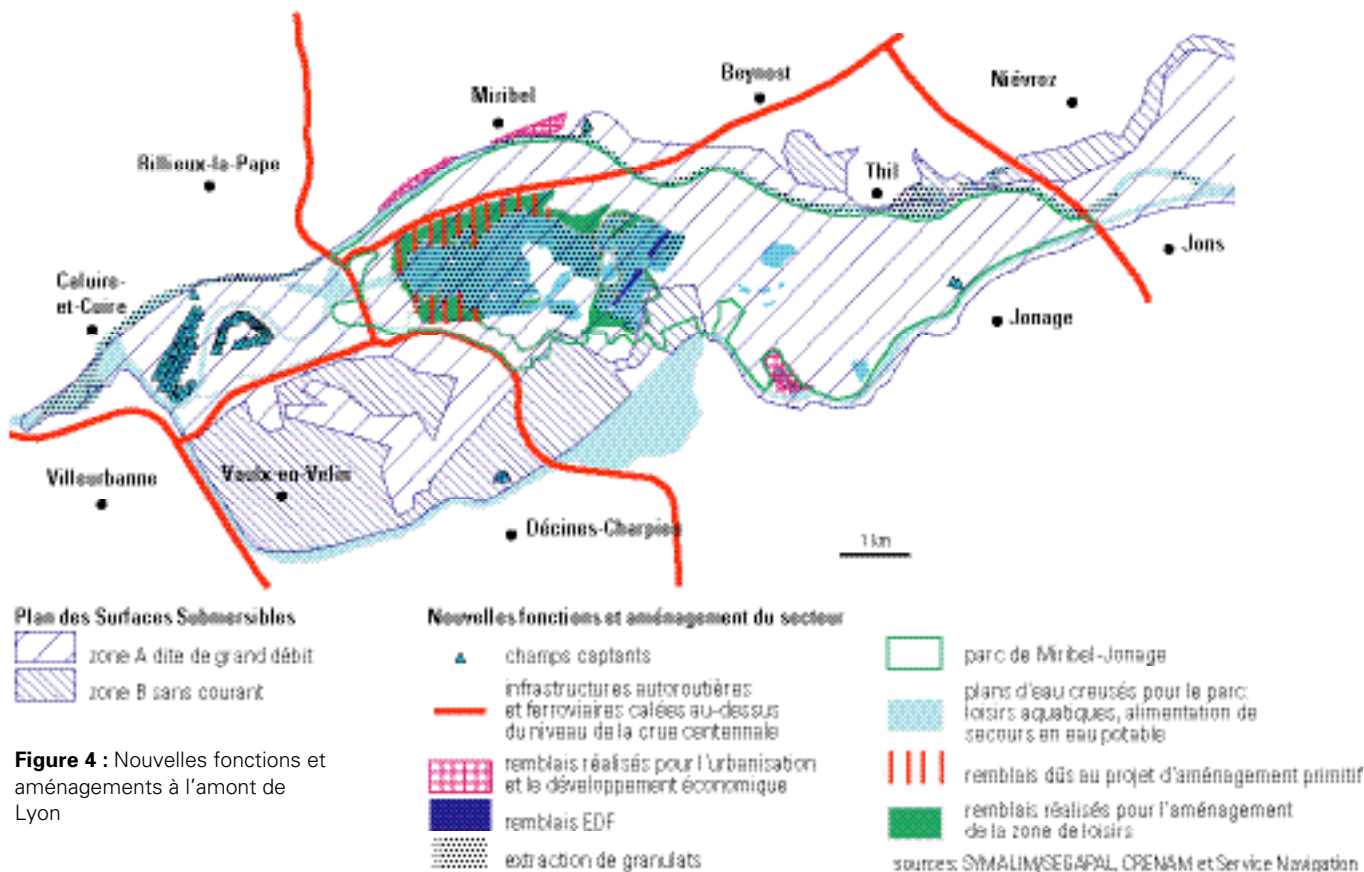 Beynost
Niévroz
Miribel
Rillieux-la-Pape
Thil
Jons
Caluire-
et-Cuire
Jonage
Villeurbanne
Vaulx-en-Velin
Décines-Charpieu
1 km
Plan des Surfaces Submersibles
zone A dite de grand débit
zone B sans courant
Figure 4 : Nouvelles fonctions et
aménagements à l'amont de
Lyon
Nouvelles fonctions et aménagement du secteur
champs captants
infrastructures autoroutières
et ferroviaires calées au-dessus
du niveau de la crue centennale
remblais réalisés pour l'urbanisation
et le développement économique
remblais EDF
extraction de granulats
parc de Miribel-Jonage
plans d'eau creusés pour le parc:
loisirs aquatiques, alimentation de
secours en eau potable
remblais dûs au projet d'aménagement primitif
remblais réalisés pour l'aménagement
de la zone de loisirs
sources: SYMALIM/SEGAPAL, CRENAM et Service Navigation